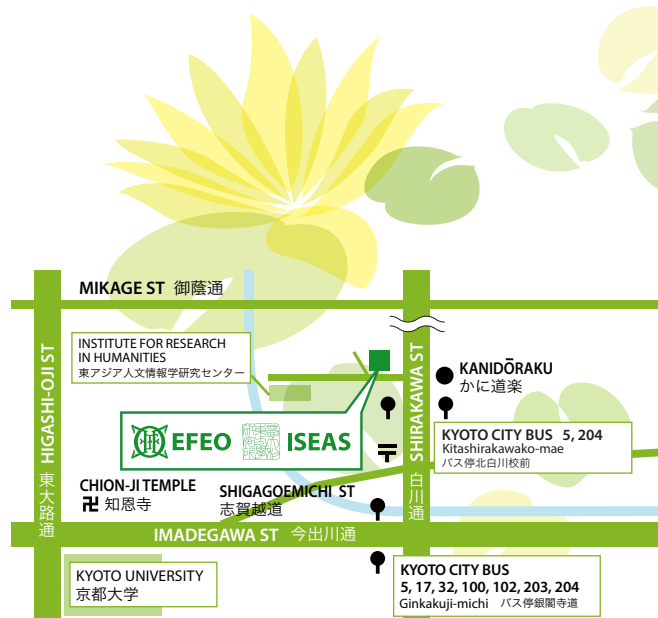 MIKAGE ST 御蔭通
INSTITUTE FOR RESEARCH
IN HUMANITIES
東アジア人文情報学研究センター
HIGASHI-OJI ST 東大路通
SHIRAKAWA ST 白川通
KANIDŌRAKU
かに道楽
EFEO ISEAS
KYOTO CITY BUS 5, 204
Kitashirakawako-mae
バス停北白川校前
CHION-JI TEMPLE
卍 知恩寺
SHIGAGOEMICHI ST
志賀越道
IMADEGAWA ST 今出川通
KYOTO UNIVERSITY
京都大学
KYOTO CITY BUS
5, 17, 32, 100, 102, 203, 204
Ginkakuji-michi バス停銀閣寺道